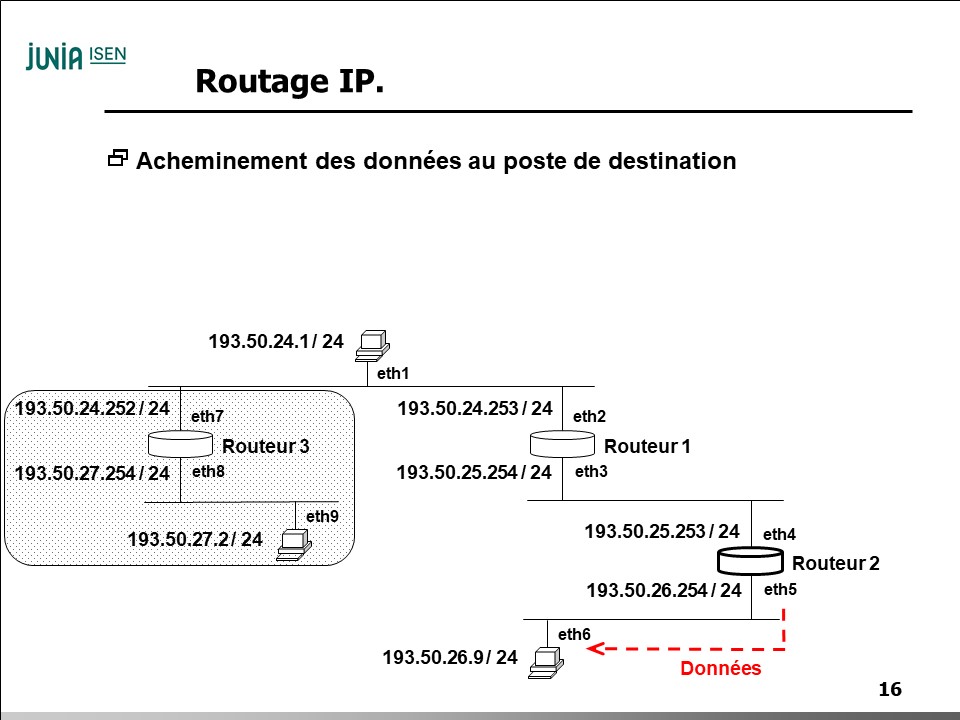 JUNIA ISEN
Routage IP.
Acheminement des données au poste de destination
193.50.24.1 / 24
eth1
193.50.24.252 / 24
eth7
193.50.24.253 / 24
eth2
Routeur 3
Routeur 1
193.50.27.254 / 24
eth8
193.50.25.254 / 24
eth3
eth9
193.50.27.2 / 24
193.50.25.253 / 24
eth4
Routeur 2
193.50.26.254 / 24
eth5
eth6
193.50.26.9 / 24
Données
16